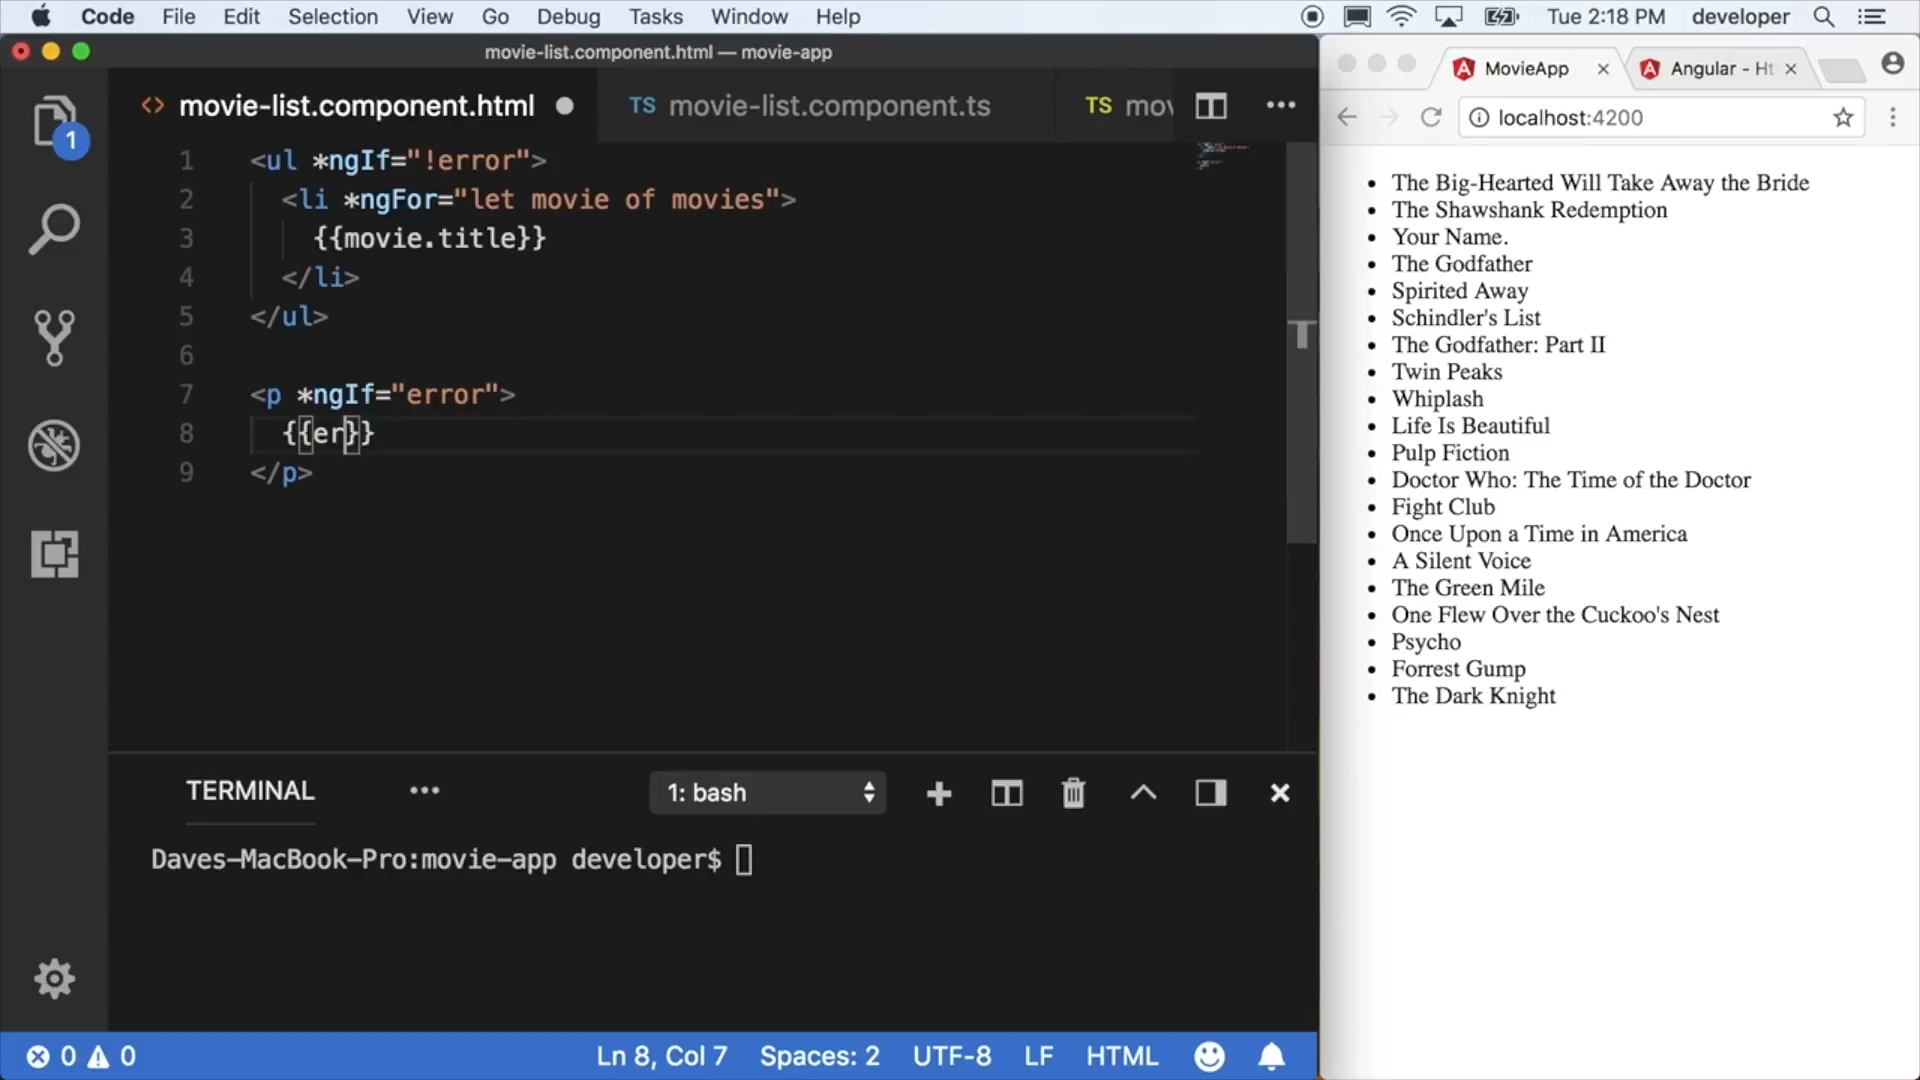 Code File Edit Selection View Go Debug Tasks Window Help Tue 2:18 PM developer
movie-list.component.html — movie-app
MovieApp
Angular - Ht
1
<> movie-list.component.html
TS movie-list.component.ts
TS mov
localhost:4200
1 <ul *ngIf="!error">
2 <li *ngFor="let movie of movies">
3 {{movie.title}}
4 </li>
5 </ul>
6
7 <p *ngIf="error">
8 {{er}}
9 </p>
The Big-Hearted Will Take Away the Bride
The Shawshank Redemption
Your Name.
The Godfather
Spirited Away
Schindler's List
The Godfather: Part II
Twin Peaks
Whiplash
Life Is Beautiful
Pulp Fiction
Doctor Who: The Time of the Doctor
Fight Club
Once Upon a Time in America
A Silent Voice
The Green Mile
One Flew Over the Cuckoo's Nest
Psycho
Forrest Gump
The Dark Knight
TERMINAL
1: bash
Daves-MacBook-Pro:movie-app developer$
0 0 Ln 8, Col 7 Spaces: 2 UTF-8 LF HTML